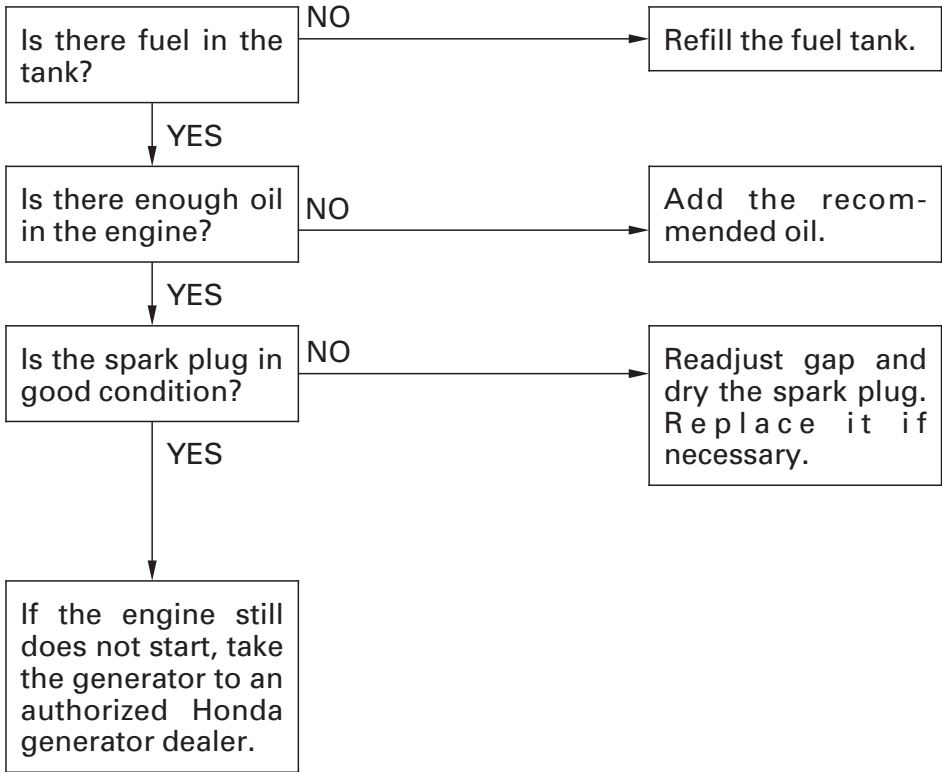 Is there fuel in the
tank?
NO
Refill the fuel tank.
YES
Is there enough oil
in the engine?
NO
Add the recom-
mended oil.
YES
Is the spark plug in
good condition?
NO
Readjust gap and
dry the spark plug.
Replace it if
necessary.
YES
If the engine still
does not start, take
the generator to an
authorized Honda
generator dealer.